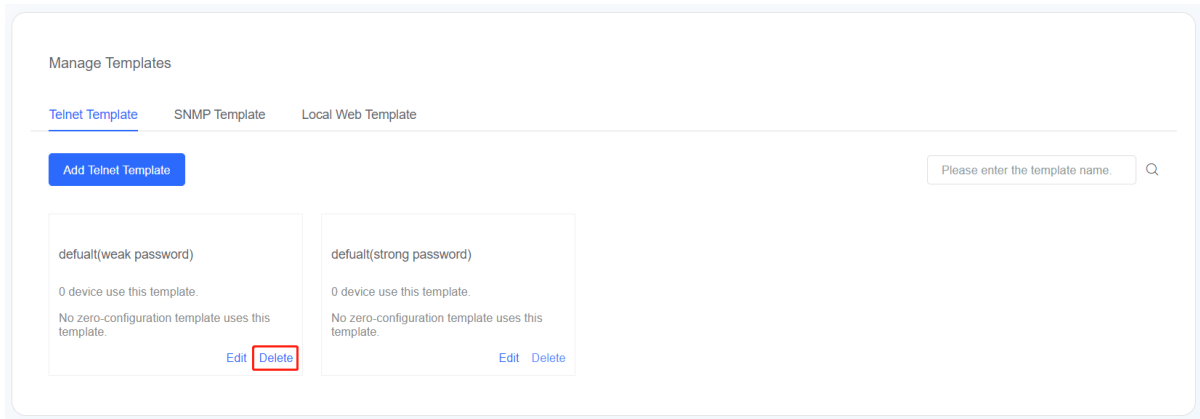 Manage Templates
Telnet Template SNMP Template Local Web Template
Add Telnet Template
Please enter the template name.
defualt(weak password)
0 device use this template.
No zero-configuration template uses this
template.
Edit Delete
defualt(strong password)
0 device use this template.
No zero-configuration template uses this
template.
Edit Delete